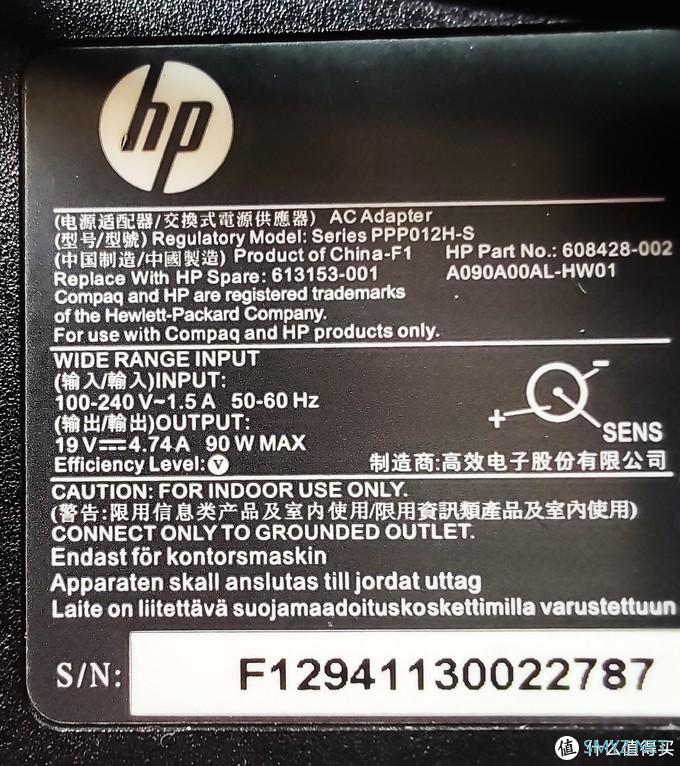 hp
(电源适配器/交換式電源供應器) AC Adapter
(型号/型號) Regulatory Model: Series PPP012H-S
(中国制造/中國製造) Product of China-F1 HP Part No.: 608428-002
Replace With HP Spare: 613153-001 A090A00AL-HW01
Compaq and HP are registered trademarks
of the Hewlett-Packard Company.
For use with Compaq and HP products only.
WIDE RANGE INPUT
(输入/輸入)INPUT:
100-240 V~1.5 A 50-60 Hz
(输出/輸出)OUTPUT:
19 V⎓4.74 A 90 W MAX
Efficiency Level: V
- + SENS
制造商:高效电子股份有限公司
CAUTION: FOR INDOOR USE ONLY.
(警告:限用信息类产品及室内使用/限用資訊類產品及室內使用)
CONNECT ONLY TO GROUNDED OUTLET.
Endast för kontorsmaskin
Apparaten skall anslutas till jordat uttag
Laite on liitettävä suojamaadoituskoskettimilla varustettuun
S/N: F12941130022787
值 什么值得买